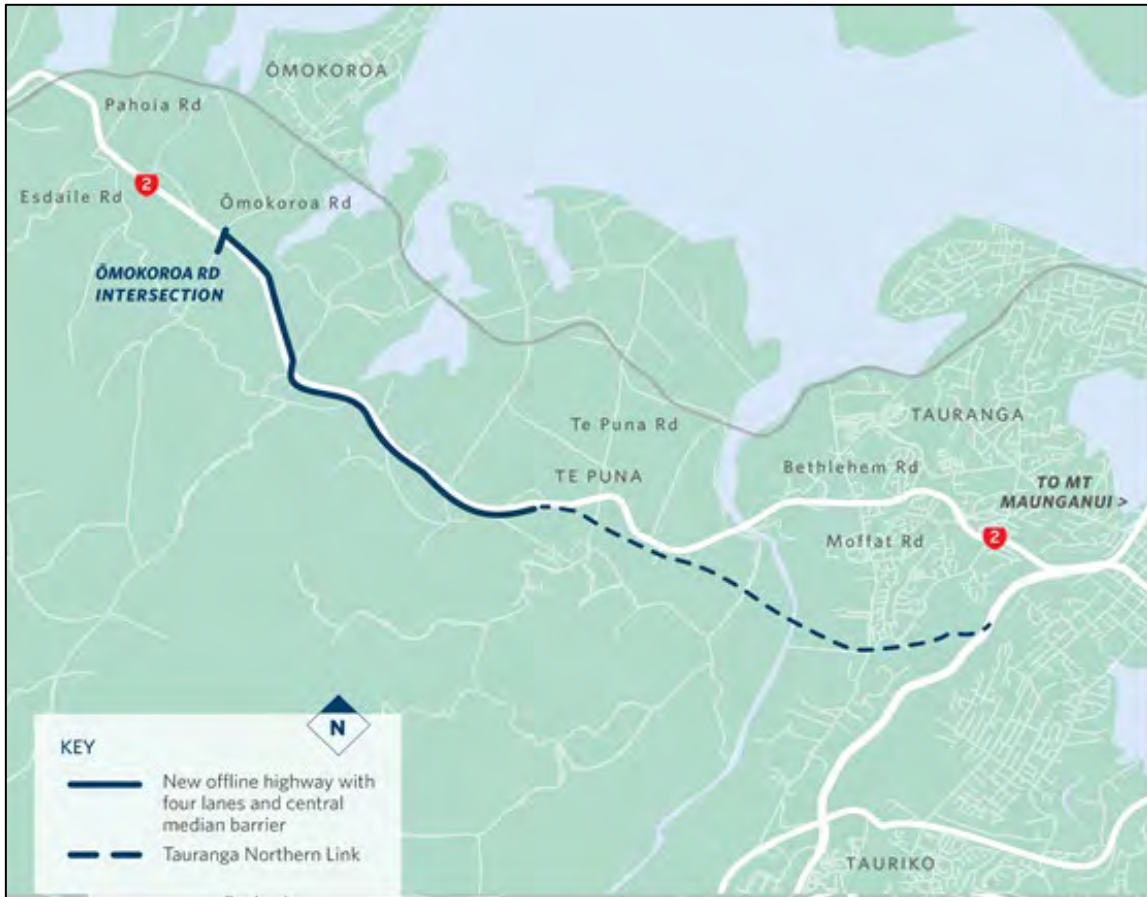 ŌMOKOROA
Pahoia Rd
2
Esdaile Rd
Ōmokoroa Rd
ŌMOKOROA RD
INTERSECTION
Te Puna Rd
TAURANGA
TE PUNA
Bethlehem Rd
TO MT
MAUNGANUI >
Moffat Rd
2
N
KEY
New offline highway with
four lanes and central
median barrier
Tauranga Northern Link
TAURIKO